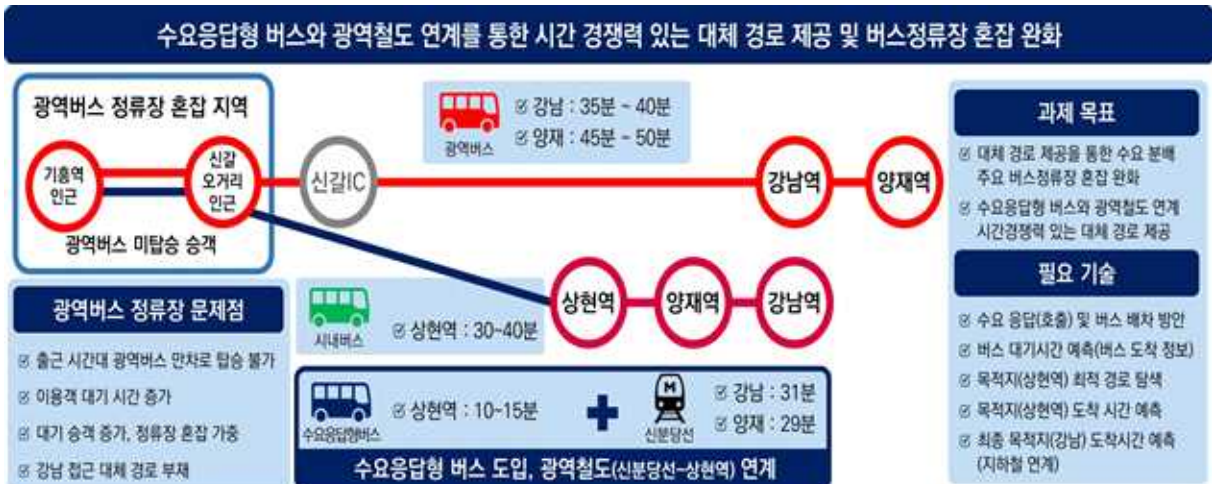 수요응답형 버스와 광역철도 연계를 통한 시간 경쟁력 있는 대체 경로 제공 및 버스정류장 혼잡 완화
광역버스 정류장 혼잡 지역
기흥역
인근
신갈
오거리
인근
광역버스 미탑승 승객
신갈IC
광역버스
강남 : 35분 ~ 40분
양재 : 45분 ~ 50분
강남역
양재역
상현역
양재역
강남역
시내버스
상현역 : 30~40분
수요응답형버스
상현역 : 10~15분
+
M
신분당선
강남 : 31분
양재 : 29분
수요응답형 버스 도입, 광역철도(신분당선-상현역) 연계
광역버스 정류장 문제점
출근 시간대 광역버스 만차로 탑승 불가
이용객 대기 시간 증가
대기 승객 증가, 정류장 혼잡 가중
강남 접근 대체 경로 부재
과제 목표
대체 경로 제공을 통한 수요 분배
주요 버스정류장 혼잡 완화
수요응답형 버스와 광역철도 연계
시간경쟁력 있는 대체 경로 제공
필요 기술
수요 응답(호출) 및 버스 배차 방안
버스 대기시간 예측(버스 도착 정보)
목적지(상현역) 최적 경로 탐색
목적지(상현역) 도착 시간 예측
최종 목적지(강남) 도착시간 예측
(지하철 연계)